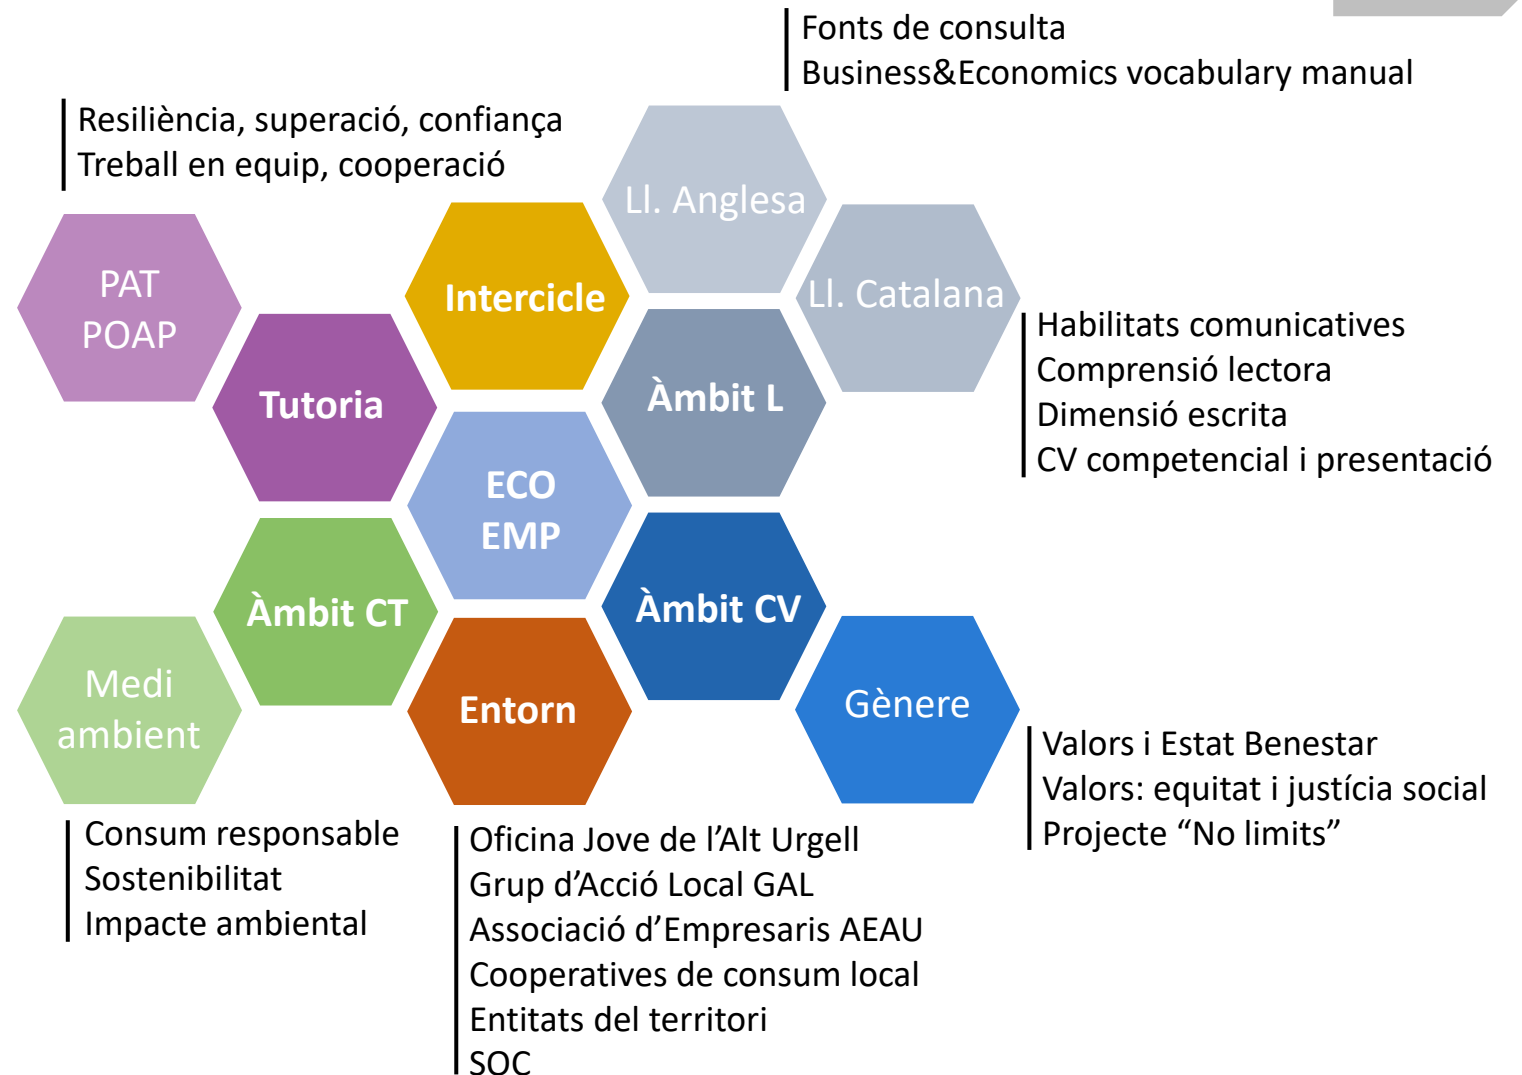 Fonts de consulta
Business&Economics vocabulary manual
Resiliència, superació, confiança
Treball en equip, cooperació
Ll. Anglesa
PAT
POAP
Intercicle
Ll. Catalana
Habilitats comunicatives
Comprensió lectora
Dimensió escrita
CV competencial i presentació
Tutoria
Àmbit L
ECO
EMP
Àmbit CT
Àmbit CV
Medi
ambient
Entorn
Gènere
Valors i Estat Benestar
Valors: equitat i justícia social
Projecte “No limits”
Consum responsable
Sostenibilitat
Impacte ambiental
Oficina Jove de l’Alt Urgell
Grup d’Acció Local GAL
Associació d’Empresaris AEAU
Cooperatives de consum local
Entitats del territori
SOC